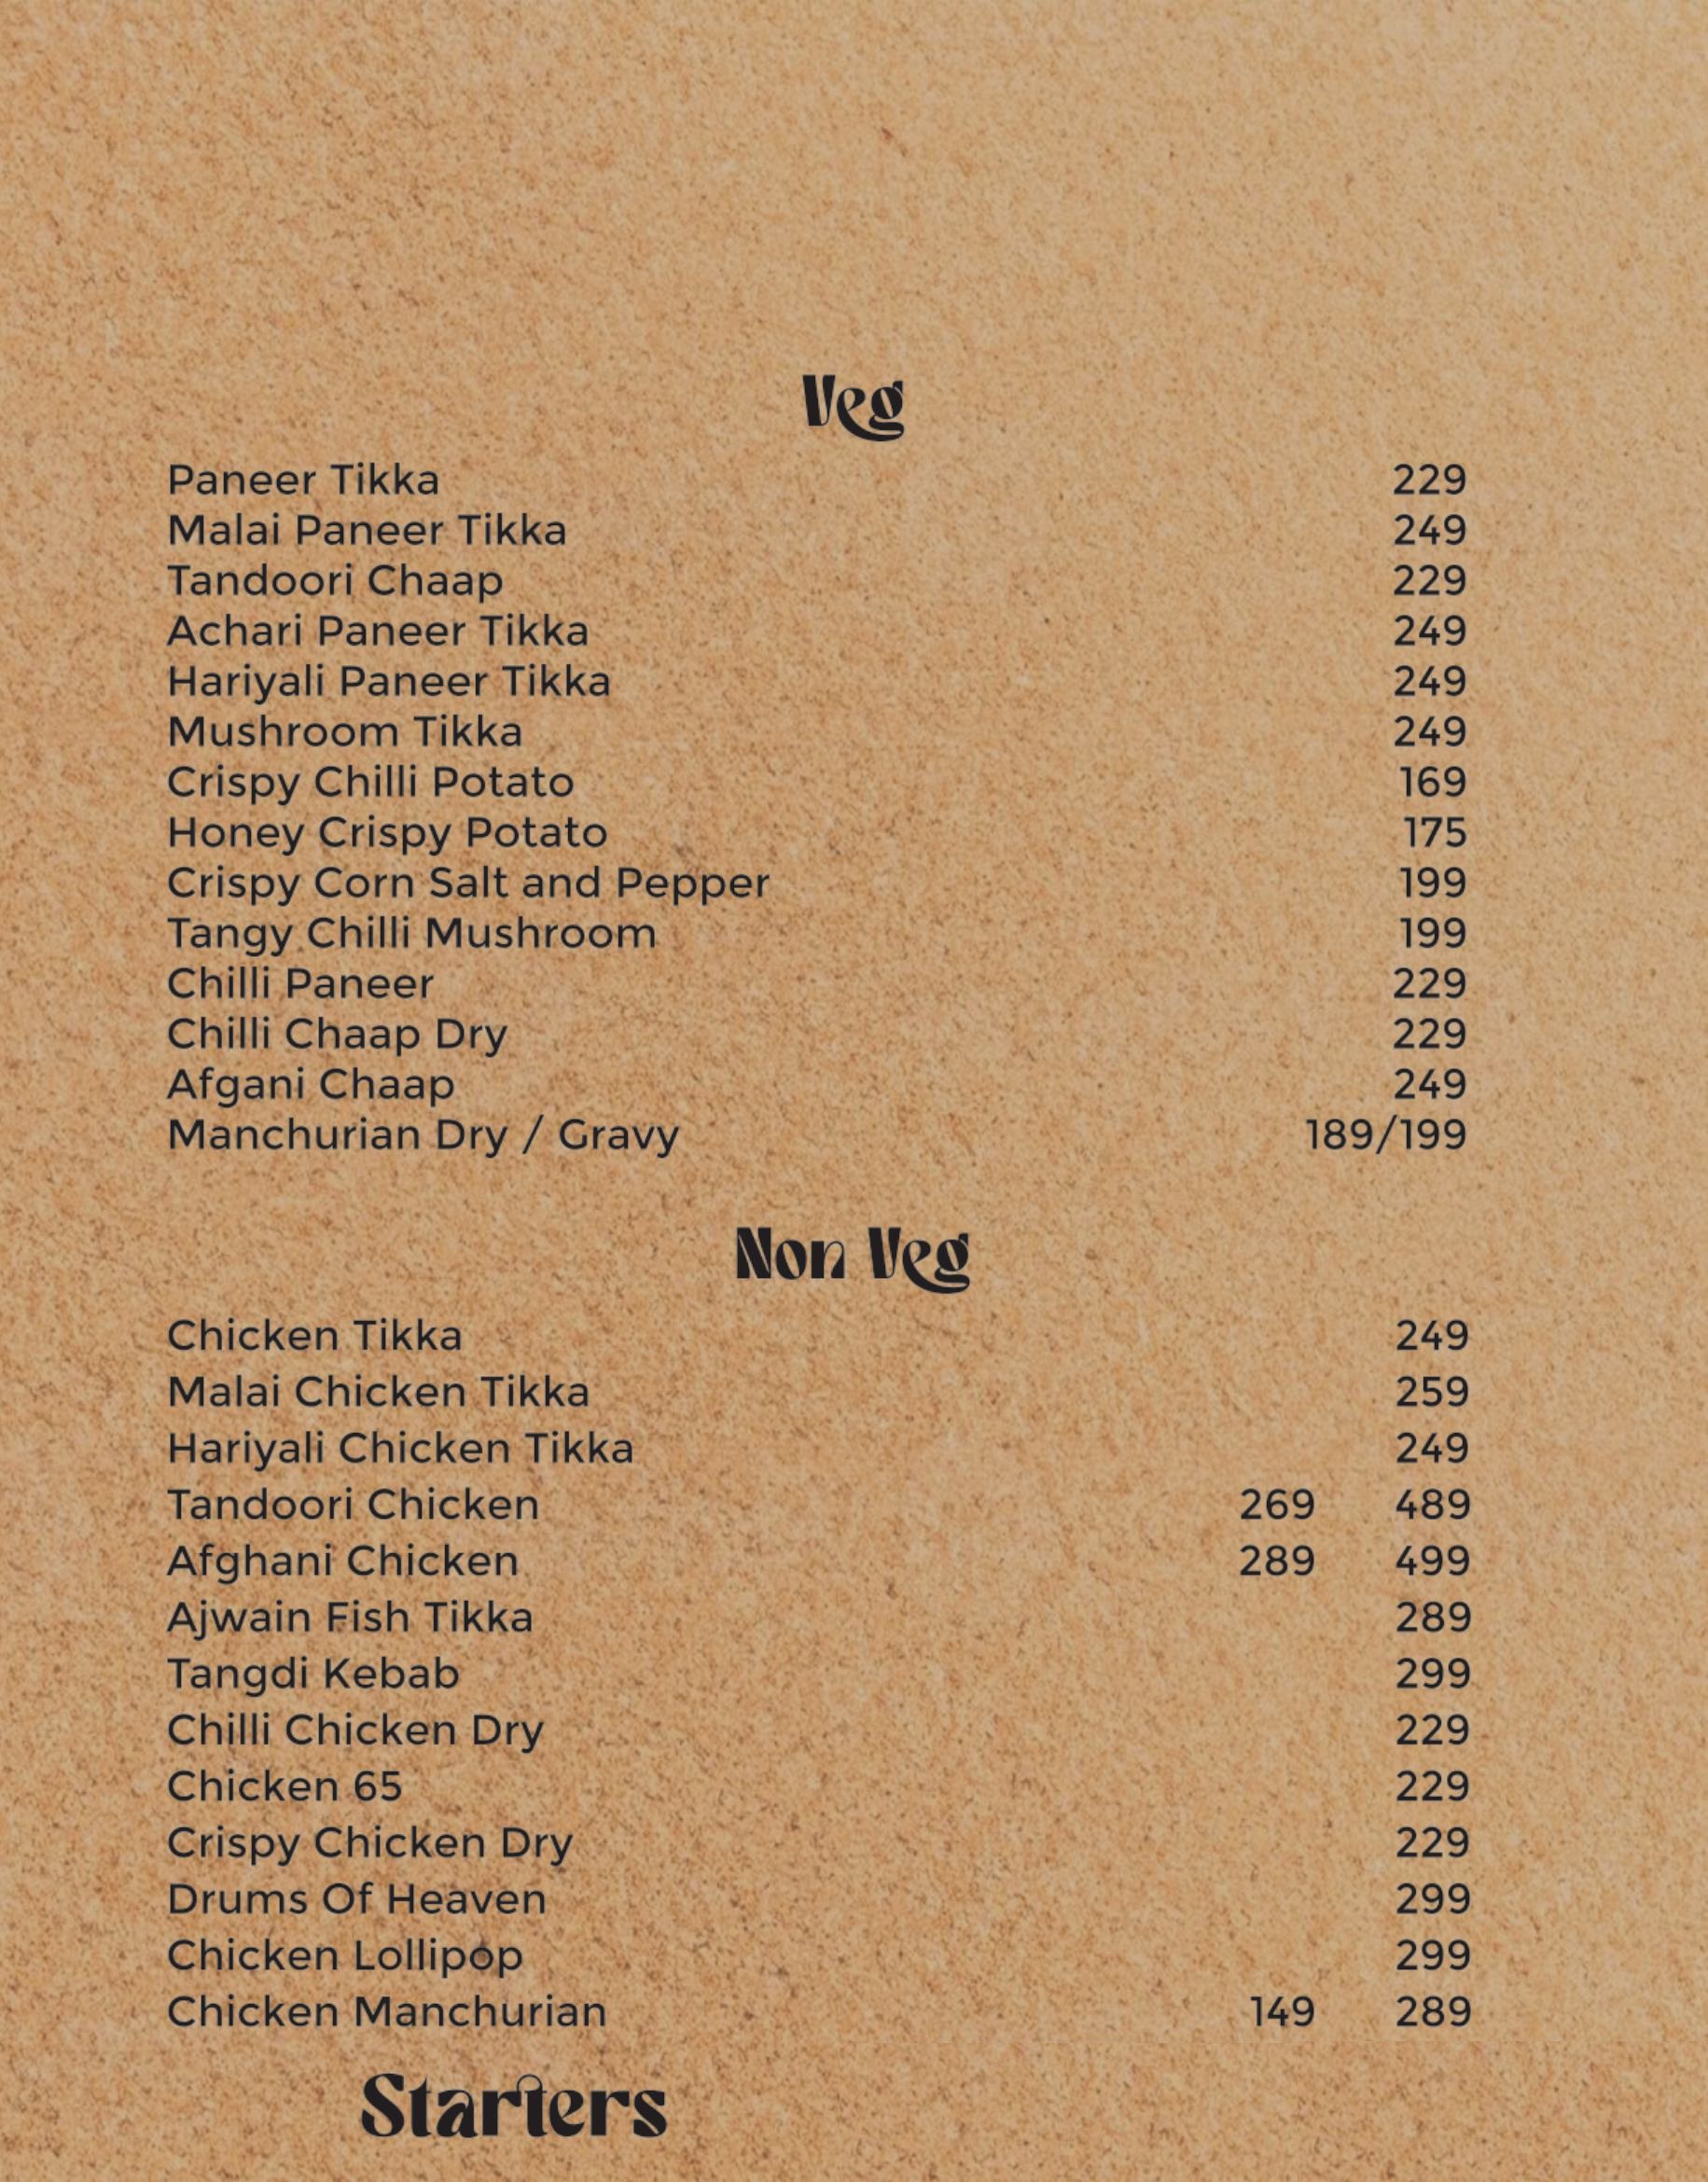 Veg
Paneer Tikka 229
Malai Paneer Tikka 249
Tandoori Chaap 229
Achari Paneer Tikka 249
Hariyali Paneer Tikka 249
Mushroom Tikka 249
Crispy Chilli Potato 169
Honey Crispy Potato 175
Crispy Corn Salt and Pepper 199
Tangy Chilli Mushroom 199
Chilli Paneer 229
Chilli Chaap Dry 229
Afgani Chaap 249
Manchurian Dry / Gravy 189/199
Non Veg
Chicken Tikka 249
Malai Chicken Tikka 259
Hariyali Chicken Tikka 249
Tandoori Chicken 269 489
Afghani Chicken 289 499
Ajwain Fish Tikka 289
Tangdi Kebab 299
Chilli Chicken Dry 229
Chicken 65 229
Crispy Chicken Dry 229
Drums Of Heaven 299
Chicken Lollipop 299
Chicken Manchurian 149 289
Starters